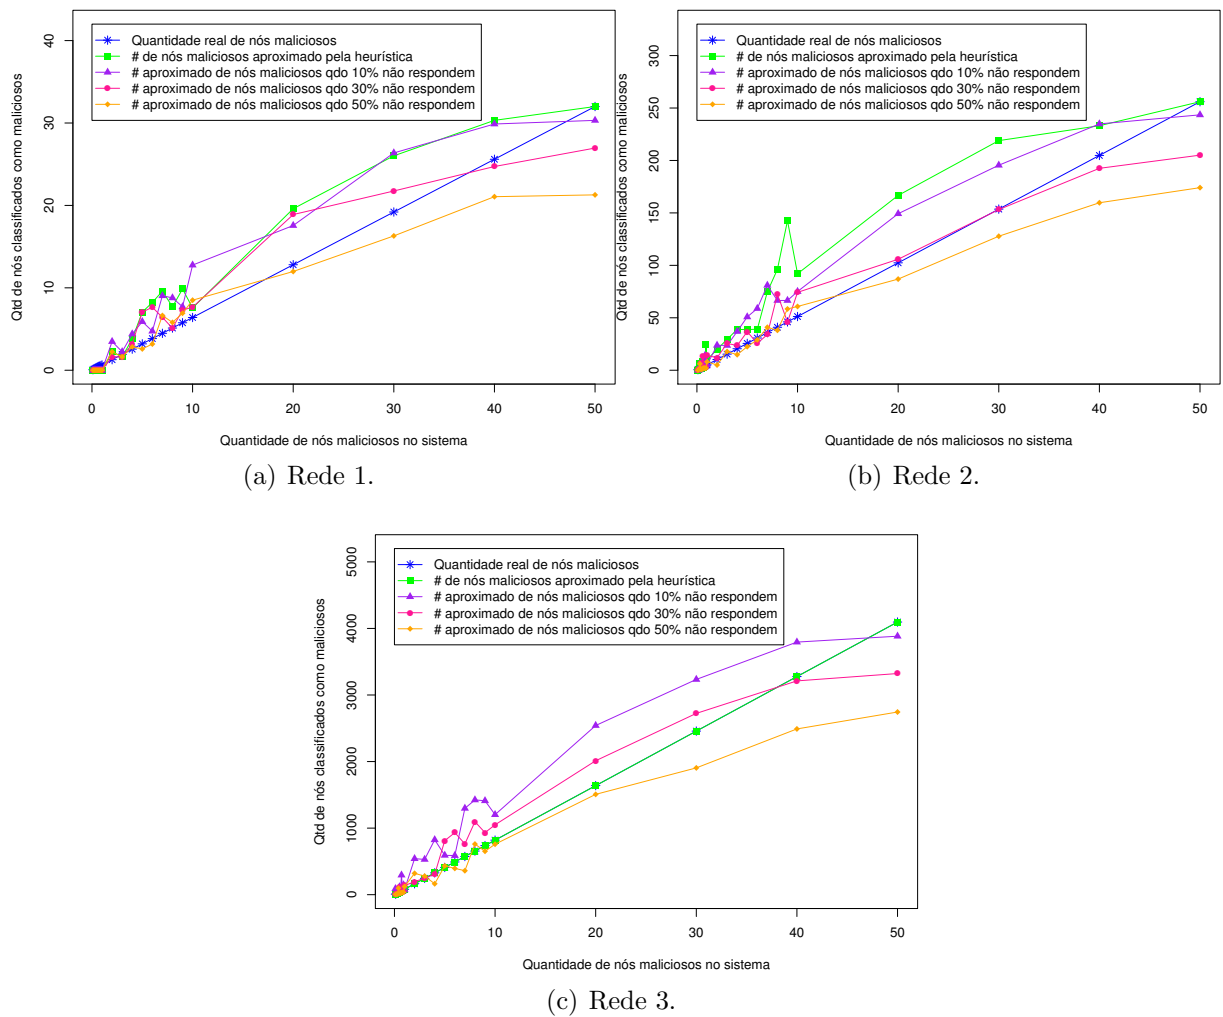 Qtd de nós classificados como maliciosos
40
30
20
10
0
Quantidade real de nós maliciosos
# de nós maliciosos aproximado pela heurística
# aproximado de nós maliciosos qdo 10% não respondem
# aproximado de nós maliciosos qdo 30% não respondem
# aproximado de nós maliciosos qdo 50% não respondem
0 10 20 30 40 50
Quantidade de nós maliciosos no sistema
(a) Rede 1.
Qtd de nós classificados como maliciosos
300
250
200
150
100
50
0
Quantidade real de nós maliciosos
# de nós maliciosos aproximado pela heurística
# aproximado de nós maliciosos qdo 10% não respondem
# aproximado de nós maliciosos qdo 30% não respondem
# aproximado de nós maliciosos qdo 50% não respondem
0 10 20 30 40 50
Quantidade de nós maliciosos no sistema
(b) Rede 2.
Qtd de nós classificados como maliciosos
5000
4000
3000
2000
1000
0
Quantidade real de nós maliciosos
# de nós maliciosos aproximado pela heurística
# aproximado de nós maliciosos qdo 10% não respondem
# aproximado de nós maliciosos qdo 30% não respondem
# aproximado de nós maliciosos qdo 50% não respondem
0 10 20 30 40 50
Quantidade de nós maliciosos no sistema
(c) Rede 3.